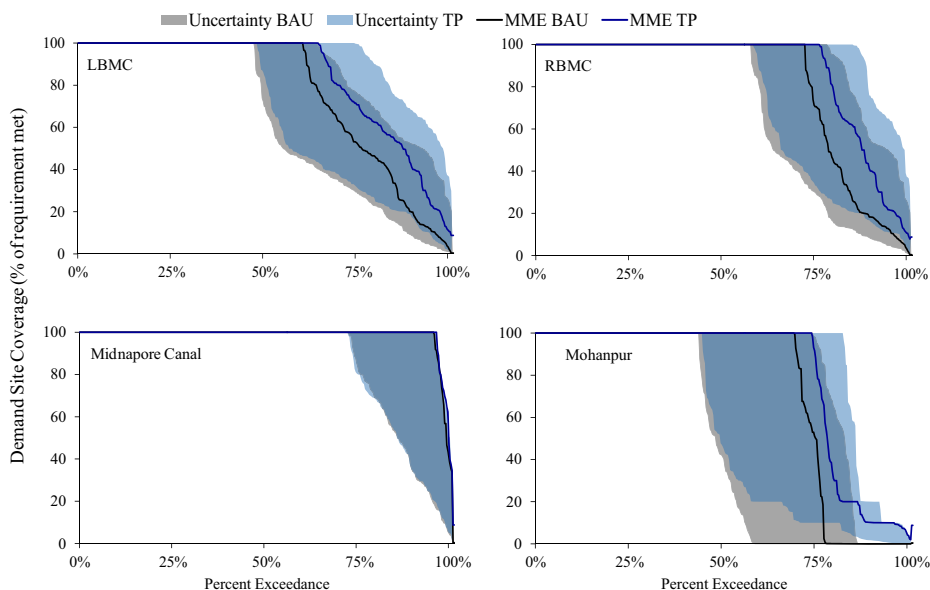 Uncertainty BAU Uncertainty TP MME BAU MME TP
Demand Site Coverage (% of requirement met)
100
80
60
40
20
0
LBMC
0% 25% 50% 75% 100%
100
80
60
40
20
0
RBMC
0% 25% 50% 75% 100%
100
80
60
40
20
0
Midnapore Canal
0% 25% 50% 75% 100%
Percent Exceedance
100
80
60
40
20
0
Mohanpur
0% 25% 50% 75% 100%
Percent Exceedance